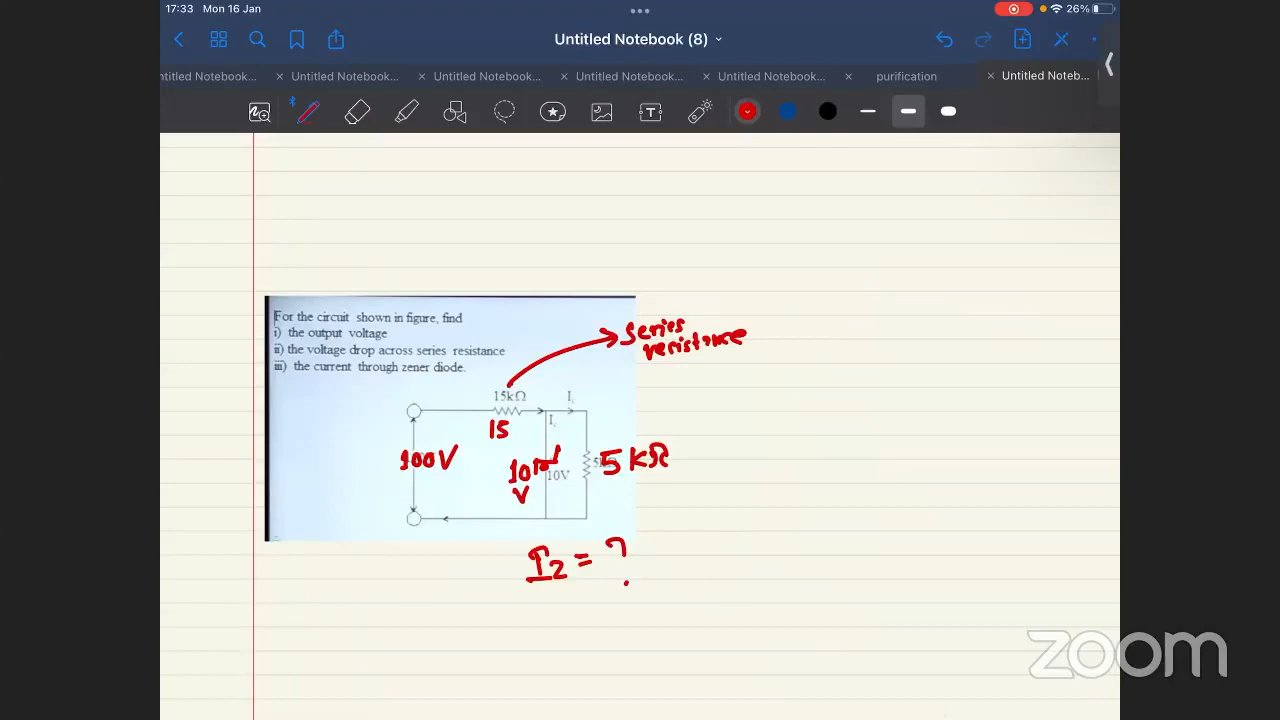 17:33 Mon 16 Jan
26%
Untitled Notebook (8)
ntitled Notebook...
Untitled Notebook...
Untitled Notebook...
Untitled Notebook...
Untitled Notebook...
purification
Untitled Noteb...
For the circuit shown in figure, find
i) the output voltage
ii) the voltage drop across series resistance
iii) the current through zener diode.
series
resistance
15kΩ
15
100V
10
V
10V
5 kΩ
I2 = ?
zoom